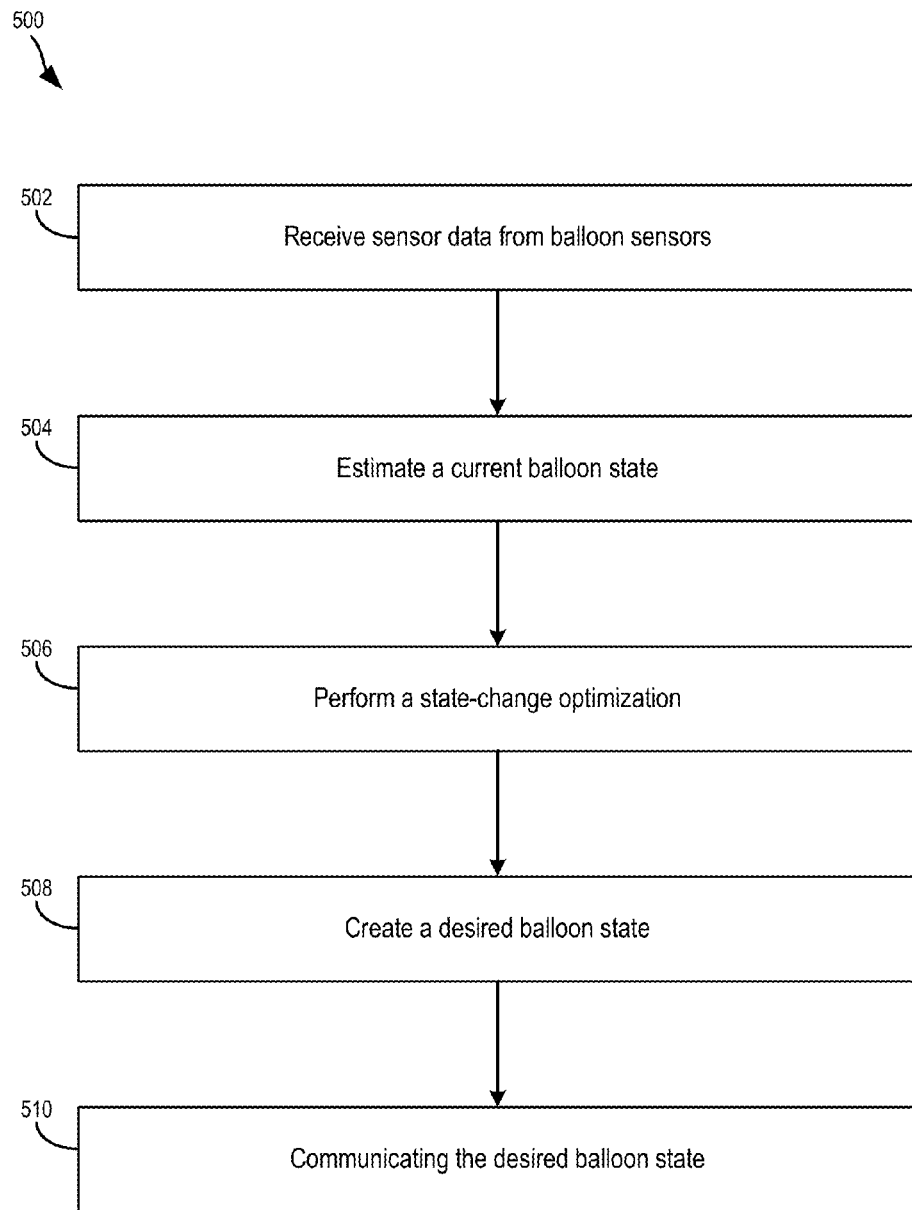 500
502
Receive sensor data from balloon sensors
504
Estimate a current balloon state
506
Perform a state-change optimization
508
Create a desired balloon state
510
Communicating the desired balloon state